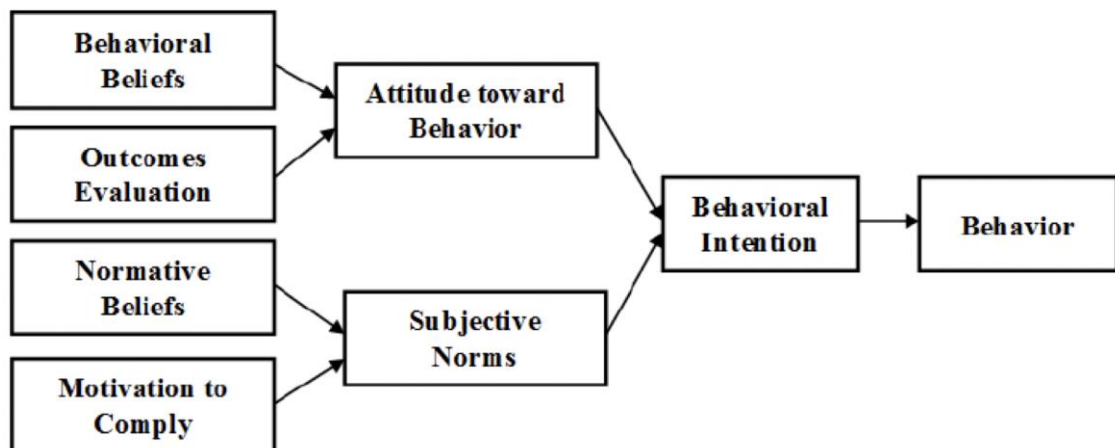 Behavioral
Beliefs
Outcomes
Evaluation
Normative
Beliefs
Motivation to
Comply
Attitude toward
Behavior
Subjective
Norms
Behavioral
Intention
Behavior